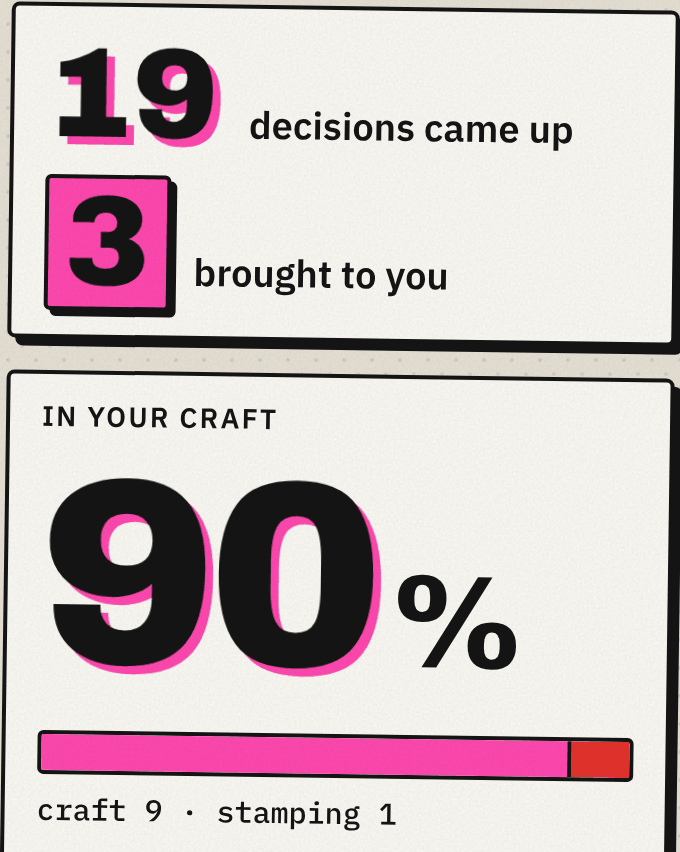 19 decisions came up
3 brought to you
IN YOUR CRAFT
90%
craft 9 · stamping 1